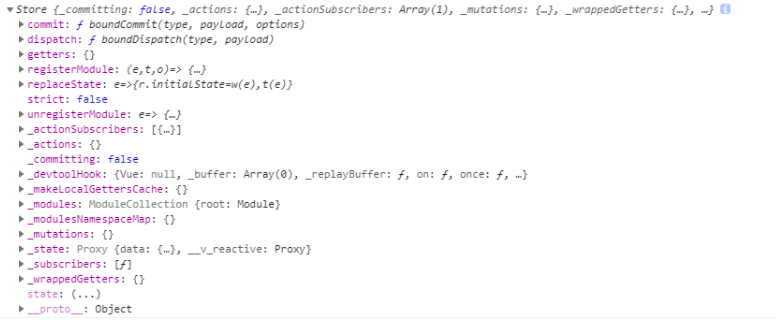 ▼Store {_committing: false, _actions: {…}, _actionSubscribers: Array(1), _mutations: {…}, _wrappedGetters: {…}, …} i
▶commit: ƒ boundCommit(type, payload, options)
▶dispatch: ƒ boundDispatch(type, payload)
▶getters: {}
▶registerModule: (e,t,o)=> {…}
▶replaceState: e=>{r.initialState=w(e),t(e)}
strict: false
▶unregisterModule: e=> {…}
▶_actionSubscribers: [{…}]
▶_actions: {}
_committing: false
▶_devtoolHook: {Vue: null, _buffer: Array(0), _replayBuffer: ƒ, on: ƒ, once: ƒ, …}
▶_makeLocalGettersCache: {}
▶_modules: ModuleCollection {root: Module}
▶_modulesNamespaceMap: {}
▶_mutations: {}
▶_state: Proxy {data: {…}, __v_reactive: Proxy}
▶_subscribers: [ƒ]
▶_wrappedGetters: {}
state: (...)
▶__proto__: Object